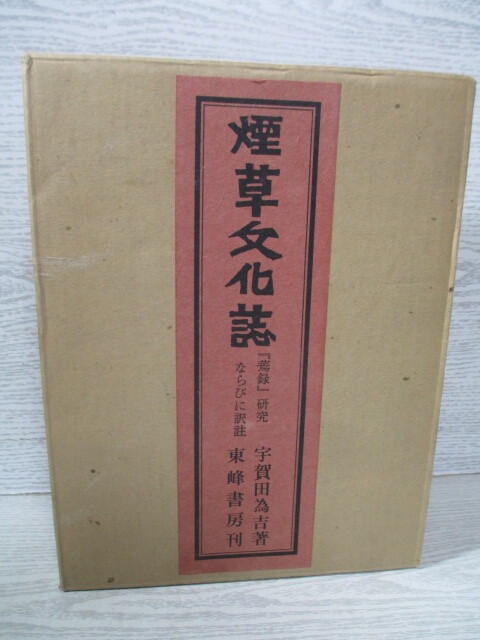 煙草文化誌
『蔫録』研究
ならびに訳註
宇賀田為吉著
東峰書房刊